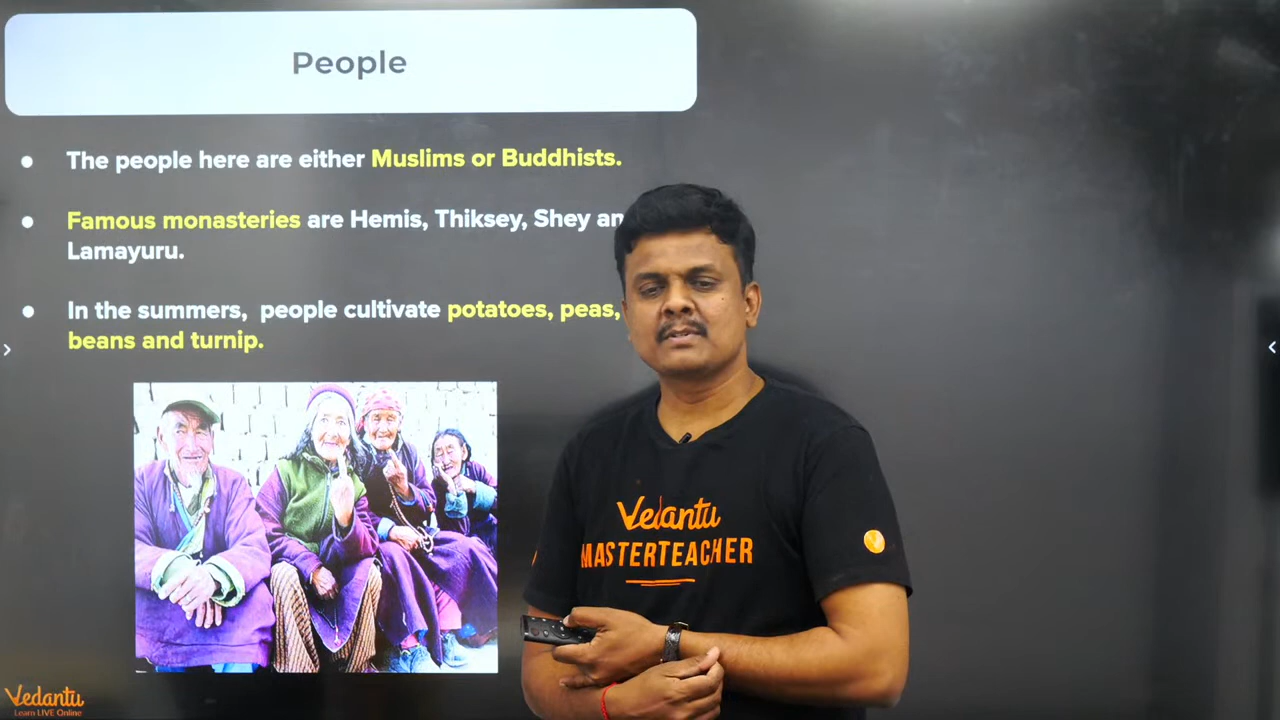 People
● The people here are either Muslims or Buddhists.
● Famous monasteries are Hemis, Thiksey, Shey
Lamayuru.
● In the summers, people cultivate potatoes, peas,
beans and turnip.
Vedantu
MASTERTEACHER
Vedantu
Learn LIVE Online